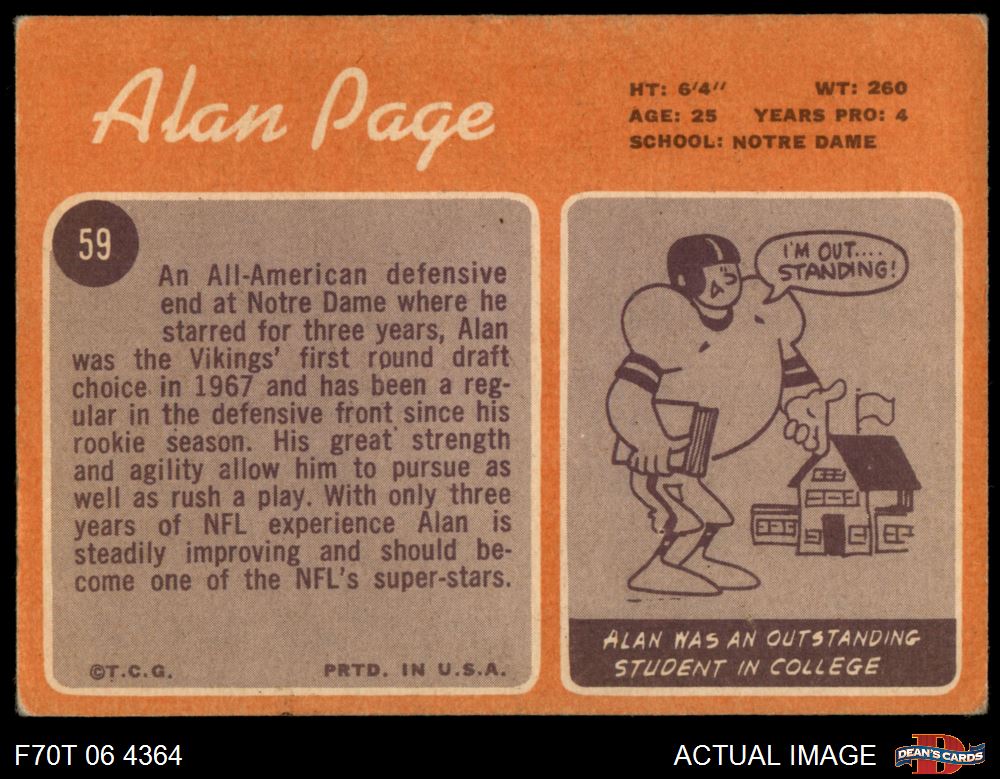 Alan Page
HT: 6'4" WT: 260
AGE: 25 YEARS PRO: 4
SCHOOL: NOTRE DAME
59
An All-American defensive
end at Notre Dame where he
starred for three years, Alan
was the Vikings' first round draft
choice in 1967 and has been a reg-
ular in the defensive front since his
rookie season. His great strength
and agility allow him to pursue as
well as rush a play. With only three
years of NFL experience Alan is
steadily improving and should be-
come one of the NFL's super-stars.
©T.C.G. PRTD. IN U.S.A.
I'M OUT....
STANDING!
ALAN WAS AN OUTSTANDING
STUDENT IN COLLEGE
F70T 06 4364
ACTUAL IMAGE
DEAN'S CARDS